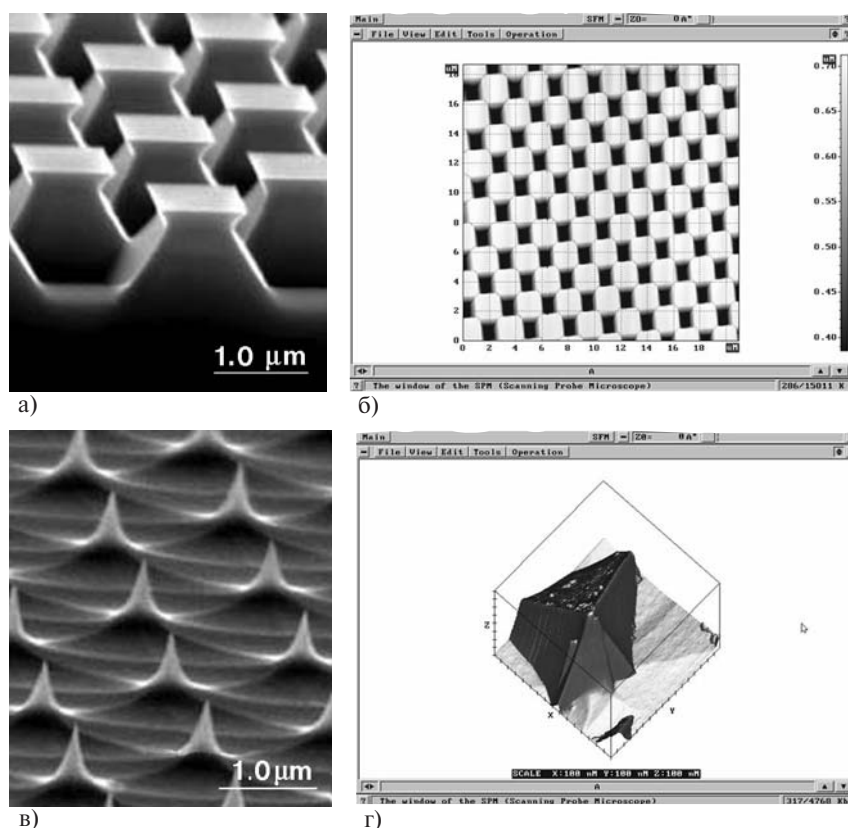 1.0 µm
а)
Main SFM Z0= 0 A°
File View Edit Tools Operation
nM
18
16
14
12
10
8
6
4
2
0
0 2 4 6 8 10 12 14 16 18 nM
nM
0.70
0.65
0.60
0.55
0.50
0.45
0.40
A
? The window of the SPM (Scanning Probe Microscope) 286/15011 K
б)
1.0 µm
в)
Main SFM Z0= 0 A°
File View Edit Tools Operation
Z
X
Y
SCALE X:100 nM Y:100 nM Z:100 nM
A
? The window of the SPM (Scanning Probe Microscope) 317/4768 Kb
г)